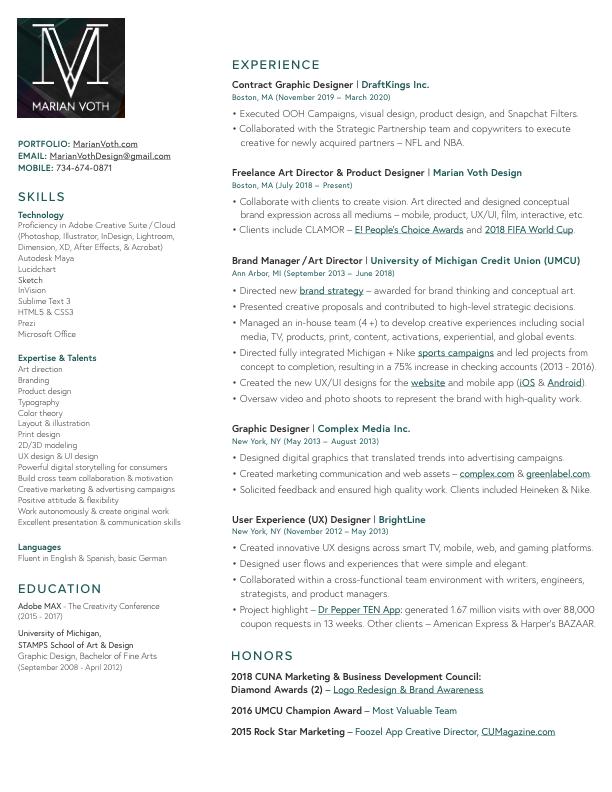 MARIAN VOTH
PORTFOLIO: MarianVoth.com
EMAIL: MarianVothDesign@gmail.com
MOBILE: 734-674-0871
SKILLS
Technology
Proficiency in Adobe Creative Suite / Cloud
(Photoshop, Illustrator, InDesign, Lightroom,
Dimension, XD, After Effects, & Acrobat)
Autodesk Maya
Lucidchart
Sketch
InVision
Sublime Text 3
HTML5 & CSS3
Prezi
Microsoft Office
Expertise & Talents
Art direction
Branding
Product design
Typography
Color theory
Layout & illustration
Print design
2D/3D modeling
UX design & UI design
Powerful digital storytelling for consumers
Build cross team collaboration & motivation
Creative marketing & advertising campaigns
Positive attitude & flexibility
Work autonomously & create original work
Excellent presentation & communication skills
Languages
Fluent in English & Spanish, basic German
EDUCATION
Adobe MAX - The Creativity Conference
(2015 - 2017)
University of Michigan,
STAMPS School of Art & Design
Graphic Design, Bachelor of Fine Arts
(September 2008 - April 2012)
EXPERIENCE
Contract Graphic Designer | DraftKings Inc.
Boston, MA (November 2019 – March 2020)
• Executed OOH Campaigns, visual design, product design, and Snapchat Filters.
• Collaborated with the Strategic Partnership team and copywriters to execute
creative for newly acquired partners – NFL and NBA.
Freelance Art Director & Product Designer | Marian Voth Design
Boston, MA (July 2018 – Present)
• Collaborate with clients to create vision. Art directed and designed conceptual
brand expression across all mediums – mobile, product, UX/UI, film, interactive, etc.
• Clients include CLAMOR – E! People's Choice Awards and 2018 FIFA World Cup.
Brand Manager / Art Director | University of Michigan Credit Union (UMCU)
Ann Arbor, MI (September 2013 – June 2018)
• Directed new brand strategy – awarded for brand thinking and conceptual art.
• Presented creative proposals and contributed to high-level strategic decisions.
• Managed an in-house team (4+) to develop creative experiences including social
media, TV, products, print, content, activations, experiential, and global events.
• Directed fully integrated Michigan + Nike sports campaigns and led projects from
concept to completion, resulting in a 75% increase in checking accounts (2013 - 2016).
• Created the new UX/UI designs for the website and mobile app (iOS & Android).
• Oversaw video and photo shoots to represent the brand with high-quality work.
Graphic Designer | Complex Media Inc.
New York, NY (May 2013 – August 2013)
• Designed digital graphics that translated trends into advertising campaigns.
• Created marketing communication and web assets – complex.com & greenlabel.com.
• Solicited feedback and ensured high quality work. Clients included Heineken & Nike.
User Experience (UX) Designer | BrightLine
New York, NY (November 2012 – May 2013)
• Created innovative UX designs across smart TV, mobile, web, and gaming platforms.
• Designed user flows and experiences that were simple and elegant.
• Collaborated within a cross-functional team environment with writers, engineers,
strategists, and product managers.
• Project highlight – Dr Pepper TEN App: generated 1.67 million visits with over 88,000
coupon requests in 13 weeks. Other clients – American Express & Harper's BAZAAR.
HONORS
2018 CUNA Marketing & Business Development Council:
Diamond Awards (2) – Logo Redesign & Brand Awareness
2016 UMCU Champion Award – Most Valuable Team
2015 Rock Star Marketing – Foozel App Creative Director, CUMagazine.com